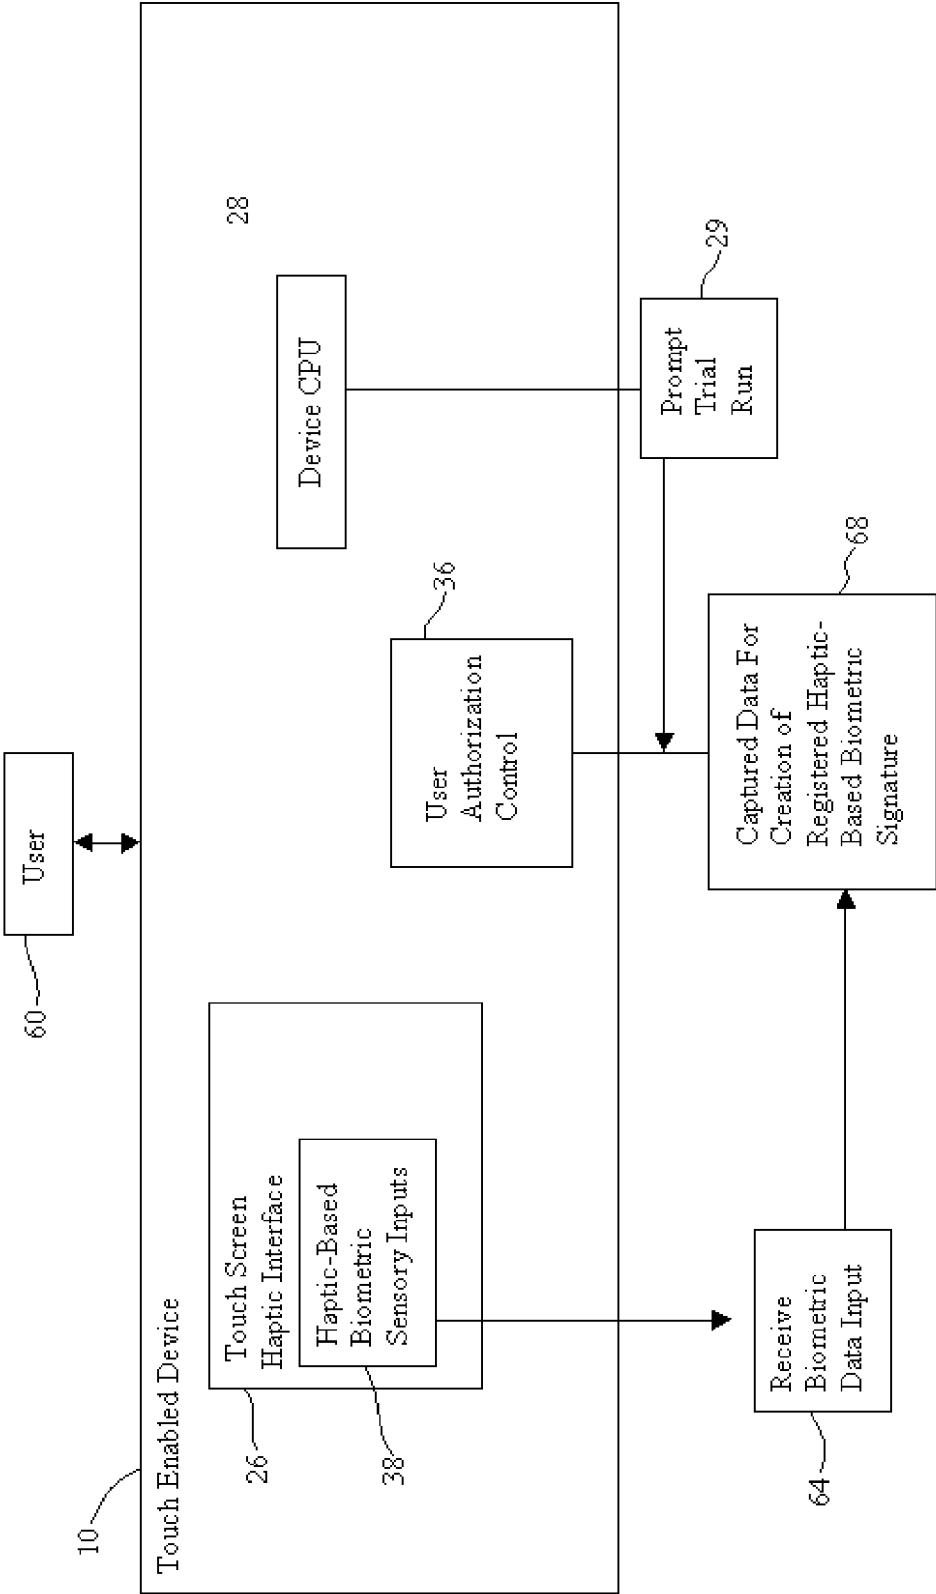 60
User
10
Touch Enabled Device
26
Touch Screen
Haptic Interface
38
Haptic-Based
Biometric
Sensory Inputs
36
User
Authorization
Control
28
Device CPU
29
Prompt
Trial
Run
64
Receive
Biometric
Data Input
68
Captured Data For
Creation of
Registered Haptic-
Based Biometric
Signature